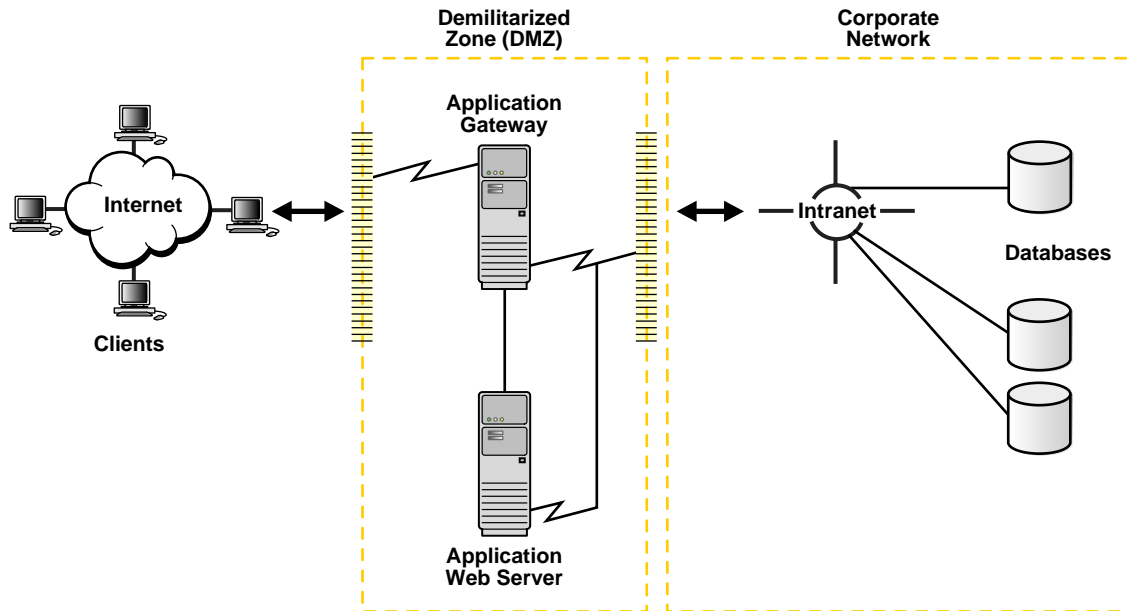 Demilitarized
Zone (DMZ)
Corporate
Network
Application
Gateway
Internet
Intranet
Databases
Clients
Application
Web Server